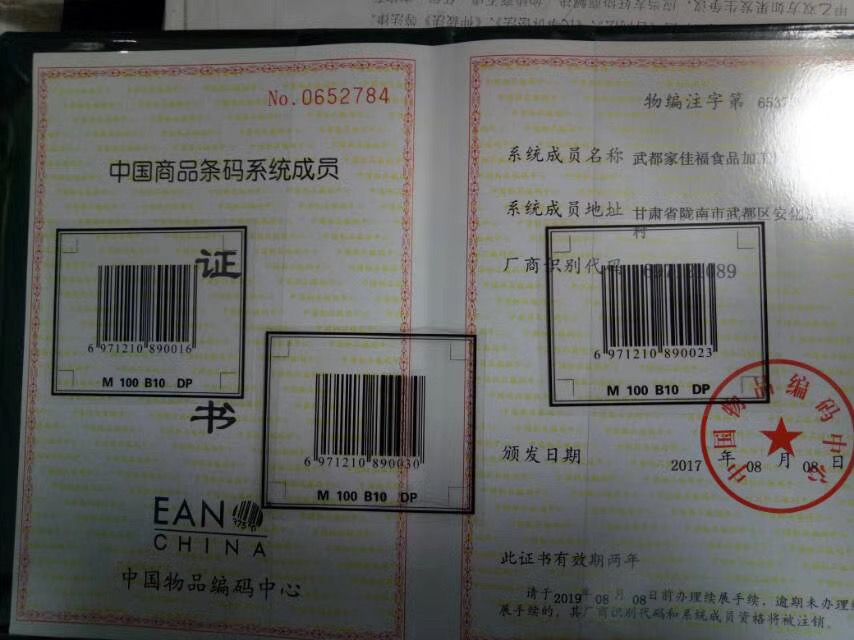 No.0652784
中国商品条码系统成员
证
书
6 971210 890016
M 100 B10 DP
6 971210 890030
M 100 B10 DP
EAN
CHINA
中国物品编码中心
物编注字第
系统成员名称 武都家佳福食品加工
系统成员地址 甘肃省陇南市武都区安化
村
厂商识别代码
6 971210 890023
M 100 B10 DP
中国物品编码中心
颁发日期 2017 年 08 月 08 日
此证书有效期两年
请于2019年 08 月 08日前办理续展手续，逾期未办理续
展手续的，其厂商识别代码和系统成员资格将被注销。